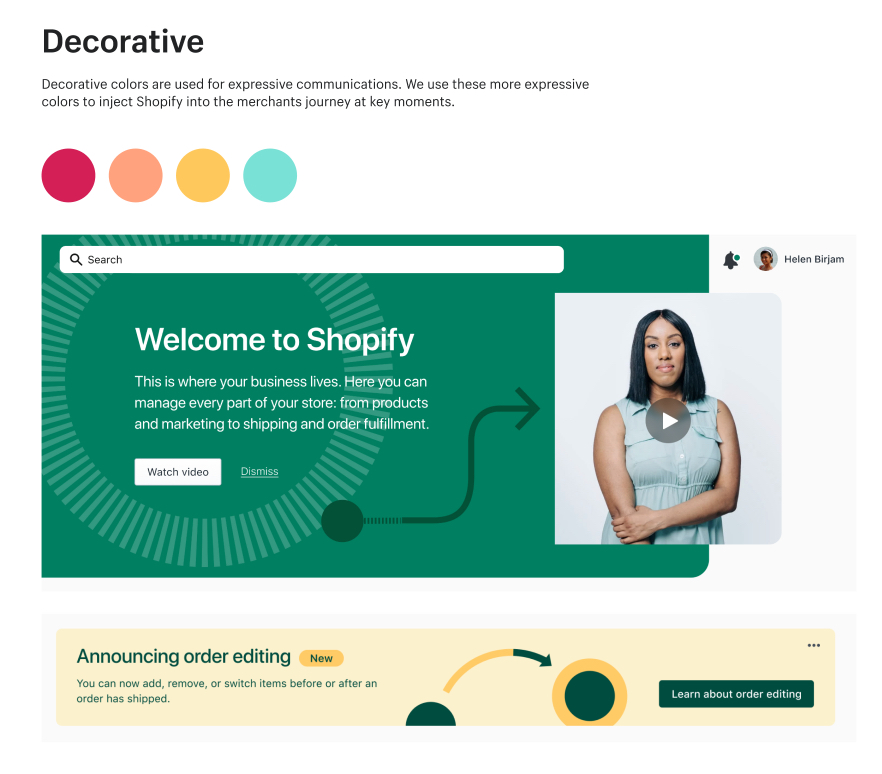 Decorative
Decorative colors are used for expressive communications. We use these more expressive
colors to inject Shopify into the merchants journey at key moments.
Search
Helen Birjam
Welcome to Shopify
This is where your business lives. Here you can
manage every part of your store: from products
and marketing to shipping and order fulfillment.
Watch video
Dismiss
Announcing order editing
New
You can now add, remove, or switch items before or after an
order has shipped.
Learn about order editing